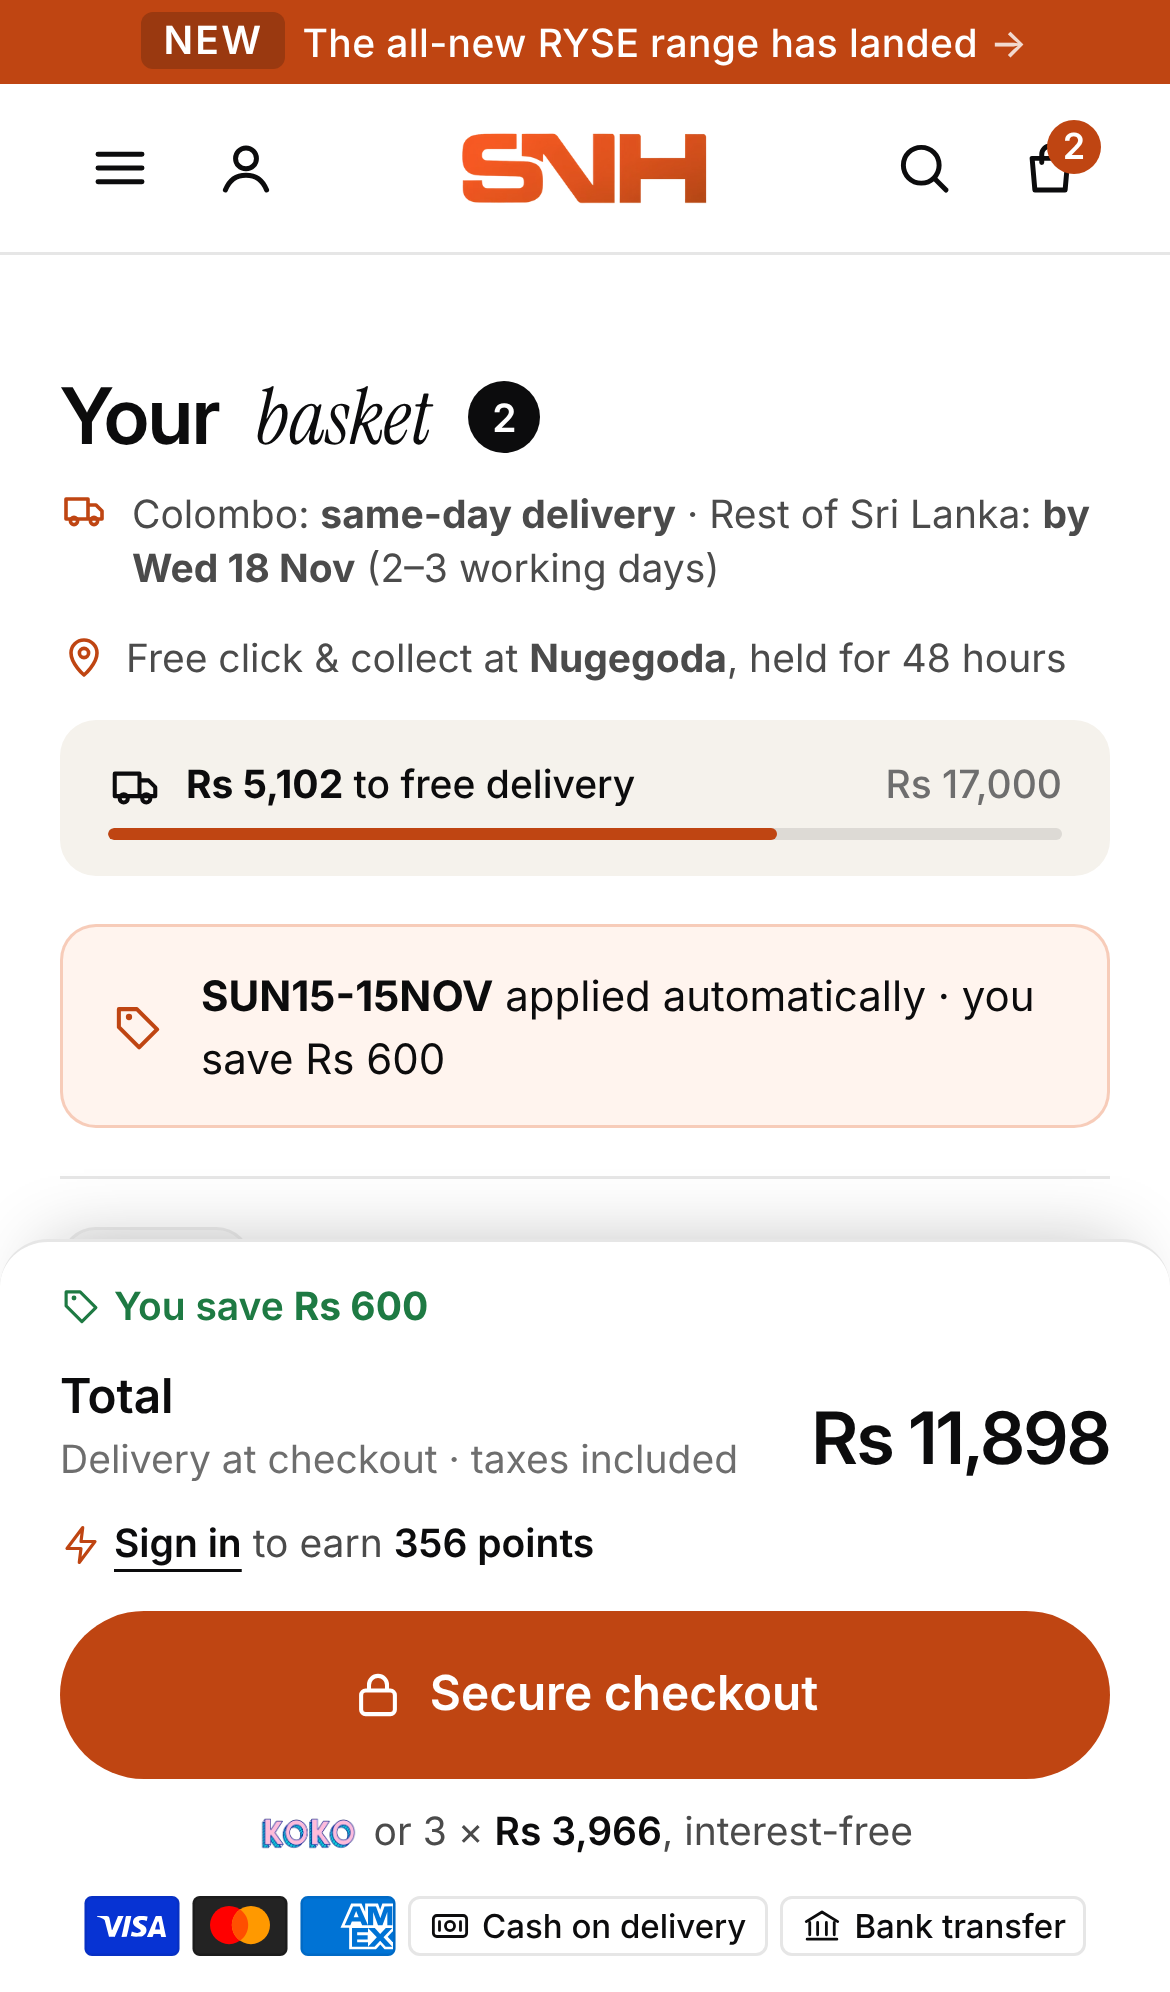 NEW The all-new RYSE range has landed →
SNH
2
Your basket 2
Colombo: same-day delivery · Rest of Sri Lanka: by
Wed 18 Nov (2–3 working days)
Free click & collect at Nugegoda, held for 48 hours
Rs 5,102 to free delivery Rs 17,000
SUN15-15NOV applied automatically · you
save Rs 600
You save Rs 600
Total
Rs 11,898
Delivery at checkout · taxes included
Sign in to earn 356 points
Secure checkout
KOKO or 3 × Rs 3,966, interest-free
VISA AMEX Cash on delivery Bank transfer